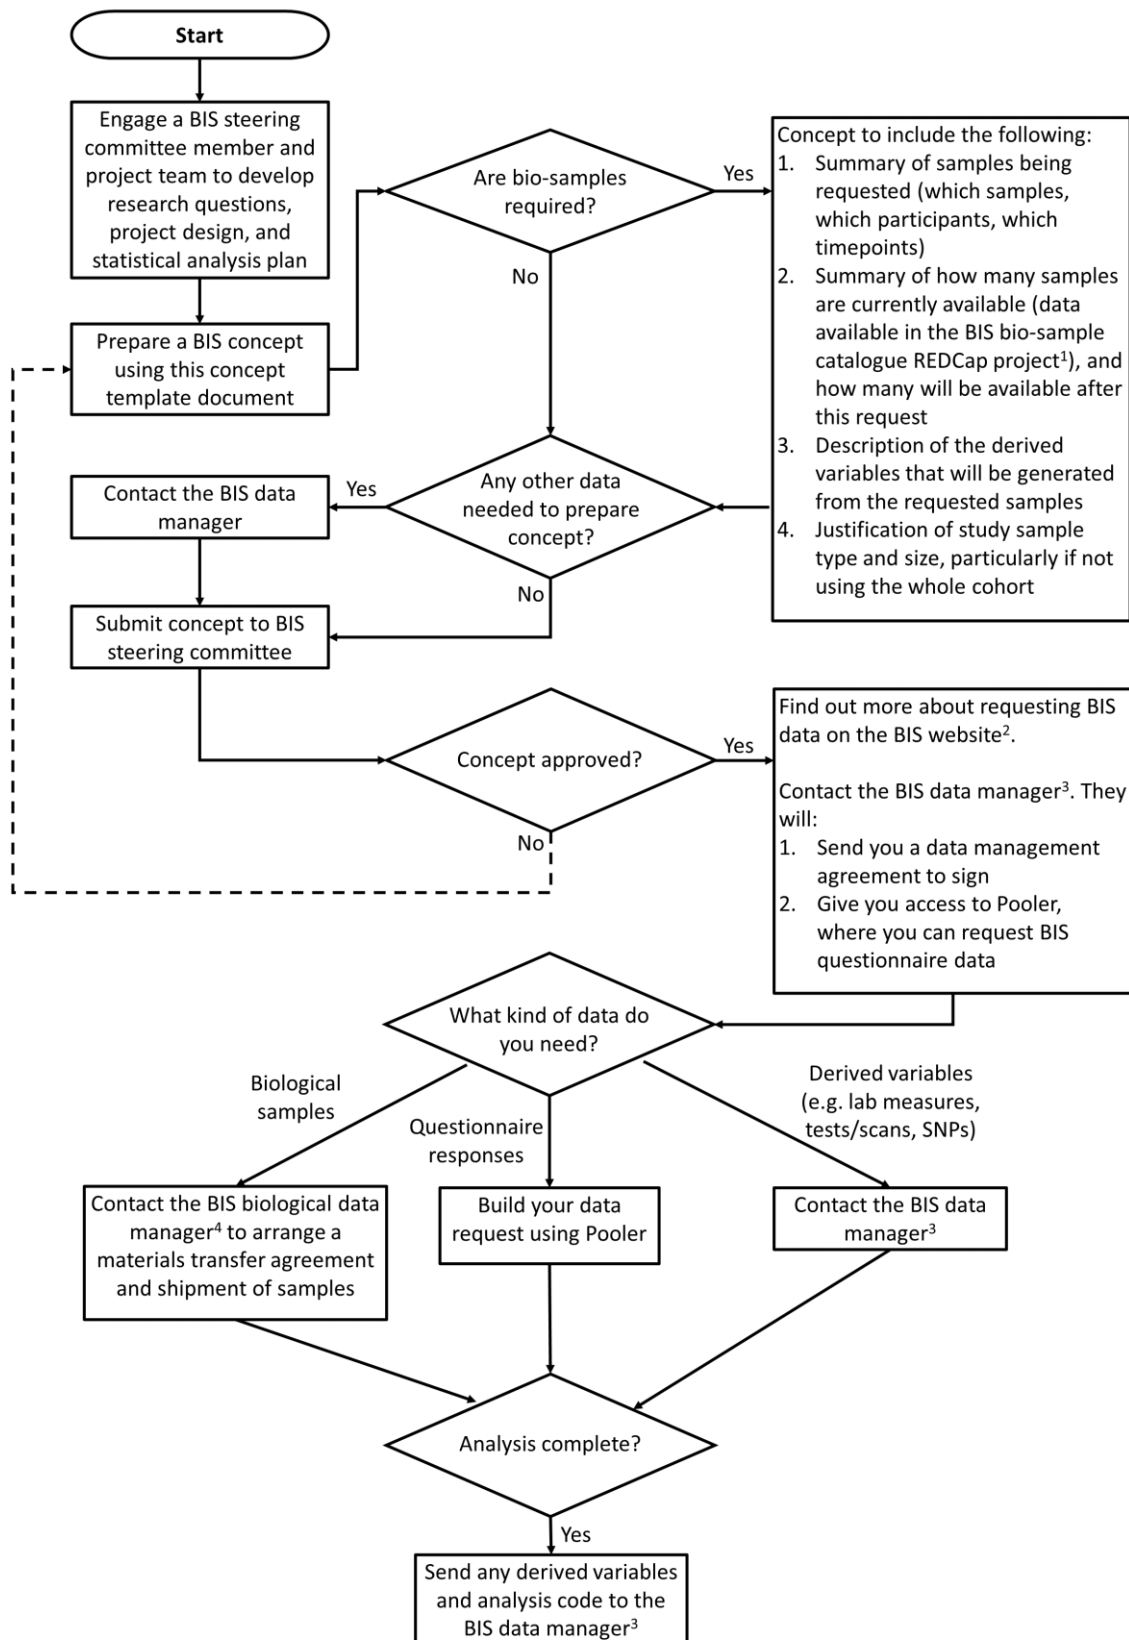 Start
Engage a BIS steering
committee member and
project team to develop
research questions,
project design, and
statistical analysis plan
Prepare a BIS concept
using this concept
template document
Are bio-samples
required?
Yes
No
Concept to include the following:
1. Summary of samples being
requested (which samples,
which participants, which
timepoints)
2. Summary of how many samples
are currently available (data
available in the BIS bio-sample
catalogue REDCap project¹), and
how many will be available after
this request
3. Description of the derived
variables that will be generated
from the requested samples
4. Justification of study sample
type and size, particularly if not
using the whole cohort
Any other data
needed to prepare
concept?
Yes
No
Contact the BIS data
manager
Submit concept to BIS
steering committee
Concept approved?
Yes
No
Find out more about requesting BIS
data on the BIS website².
Contact the BIS data manager³. They
will:
1. Send you a data management
agreement to sign
2. Give you access to Pooler,
where you can request BIS
questionnaire data
What kind of data do
you need?
Biological
samples
Questionnaire
responses
Derived variables
(e.g. lab measures,
tests/scans, SNPs)
Contact the BIS biological data
manager⁴ to arrange a
materials transfer agreement
and shipment of samples
Build your data
request using Pooler
Contact the BIS data
manager³
Analysis complete?
Yes
Send any derived variables
and analysis code to the
BIS data manager³